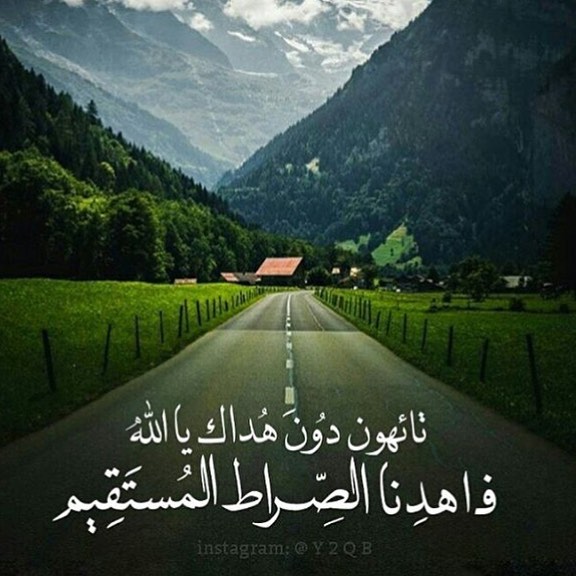 تائهون دُونَ هُداك يا اللهُ
فاهدِنا الصِّراط المُستَقِيم
instagram: @Y2QB